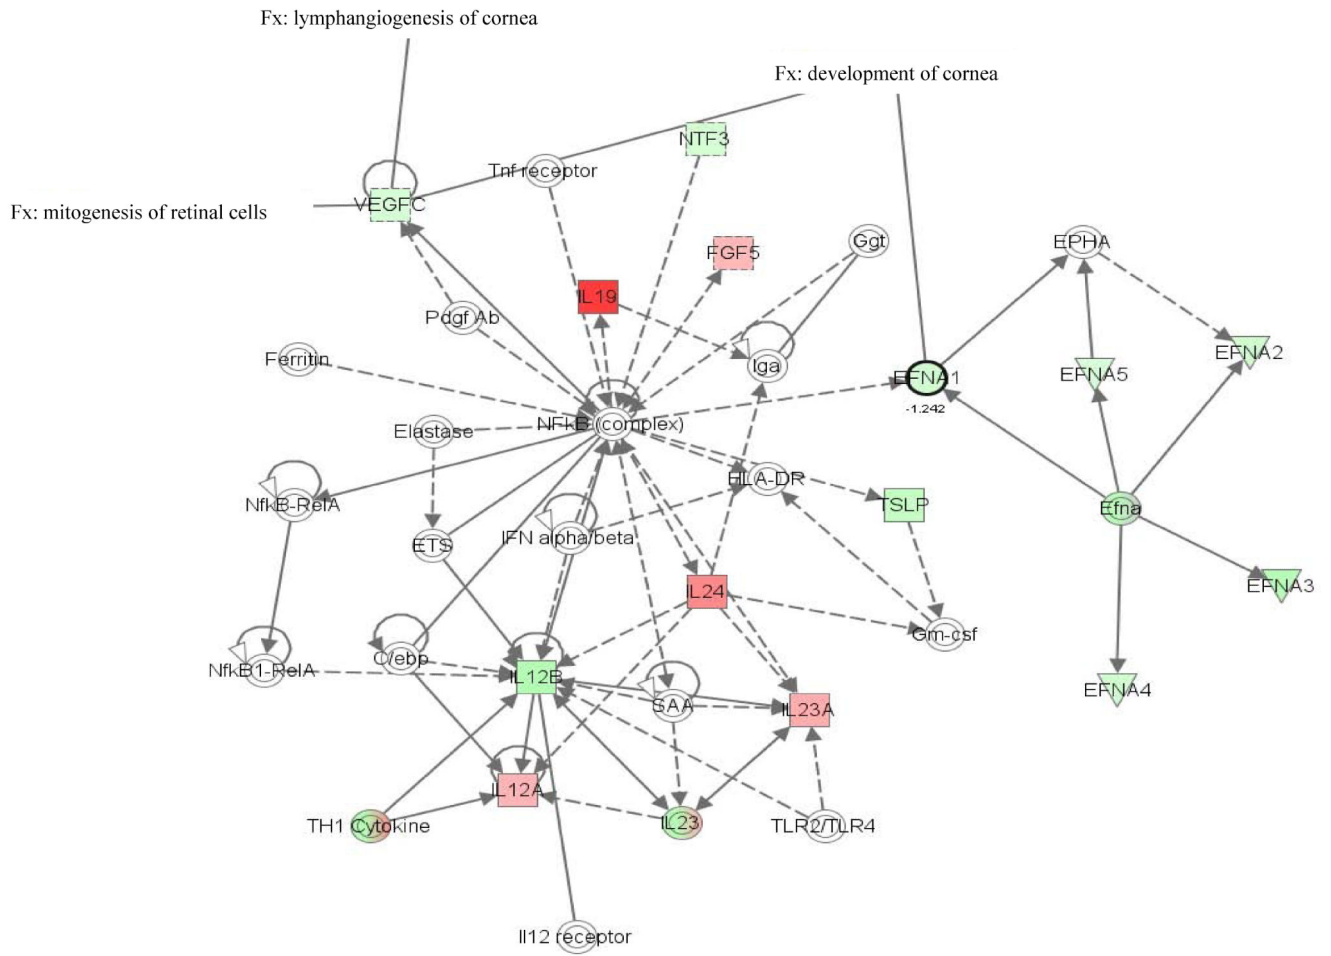 Fx: lymphangiogenesis of cornea
Fx: development of cornea
NTF3
Tnf receptor
VEGFC
Fx: mitogenesis of retinal cells
FGF5
Ggt
EPHA
IL19
Pdgf Ab
Ferritin
Iga
EFNA2
EFNA5
EFNA1
-1.242
NFkB (complex)
Elastase
HLA-DR
NfkB-RelA
TSLP
Efna
ETS
IFN alpha/beta
IL24
EFNA3
Gm-csf
C/ebp
NfkB1-RelA
IL12B
EFNA4
SAA
IL23A
IL12A
TH1 Cytokine
IL23
TLR2/TLR4
Il12 receptor